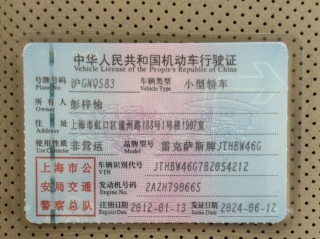 中华人民共和国机动车行驶证
Vehicle License of the People's Republic of China
号牌号码 Plate No. 沪GNQ583 车辆类型 Vehicle Type 小型轿车
所有人 Owner 彭梓愉
住址 Address 上海市虹口区通州路188号1号楼1907室
使用性质 Use Character 非营运 品牌型号 Model 雷克萨斯牌JTHBW46G
上海市公安局交通警察总队
车辆识别代号 VIN JTHBW46G7B2054212
发动机号码 Engine No. 2AZH790665
注册日期 Register Date 2012-01-13 发证日期 Issue Date 2024-06-12